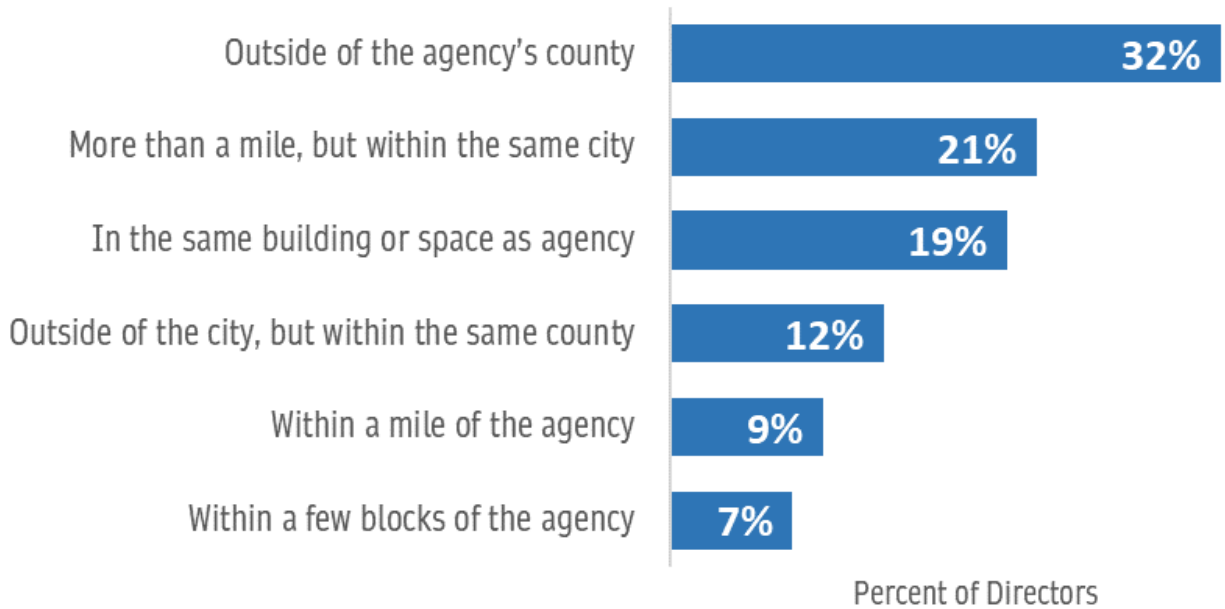 Outside of the agency’s county 32%
More than a mile, but within the same city 21%
In the same building or space as agency 19%
Outside of the city, but within the same county 12%
Within a mile of the agency 9%
Within a few blocks of the agency 7%
Percent of Directors